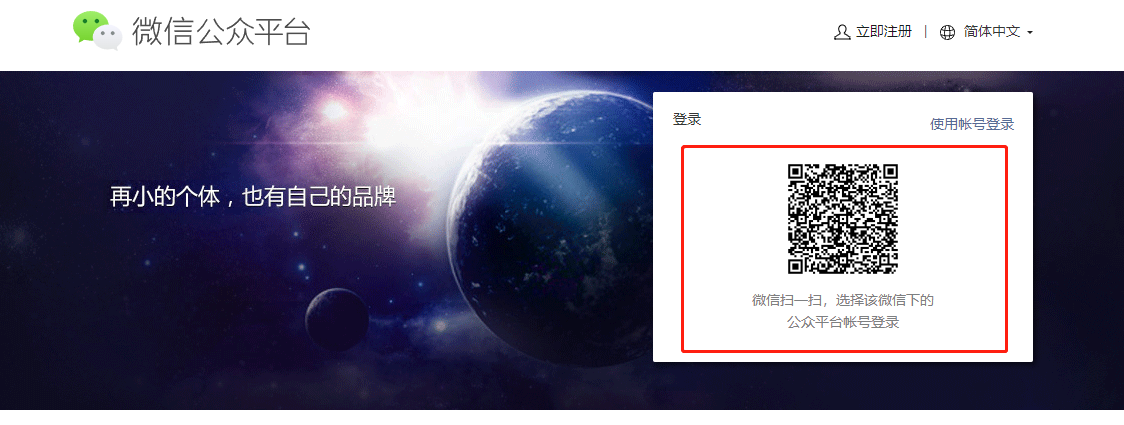 微信公众平台
立即注册 | 简体中文
登录
使用帐号登录
再小的个体，也有自己的品牌
微信扫一扫，选择该微信下的
公众平台帐号登录